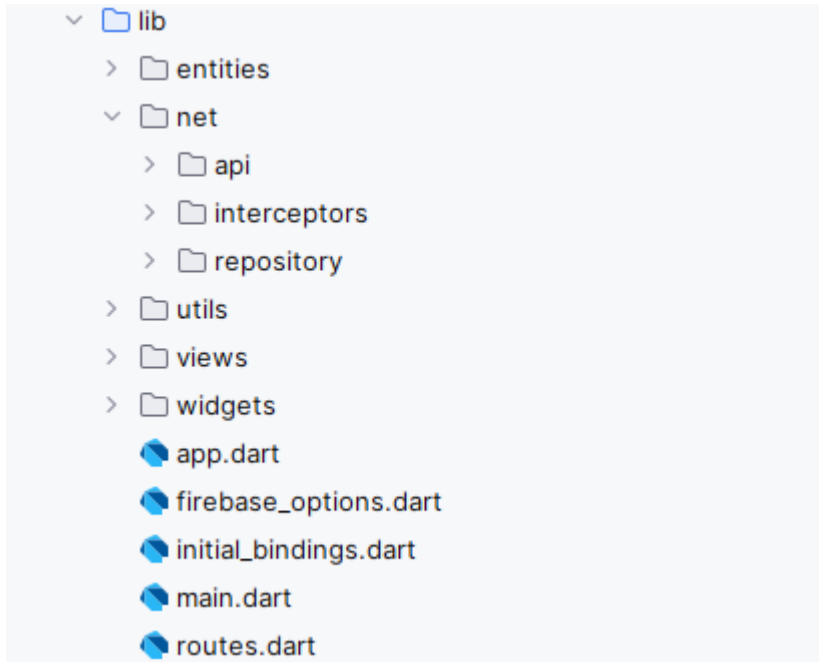 lib
entities
net
api
interceptors
repository
utils
views
widgets
app.dart
firebase_options.dart
initial_bindings.dart
main.dart
routes.dart